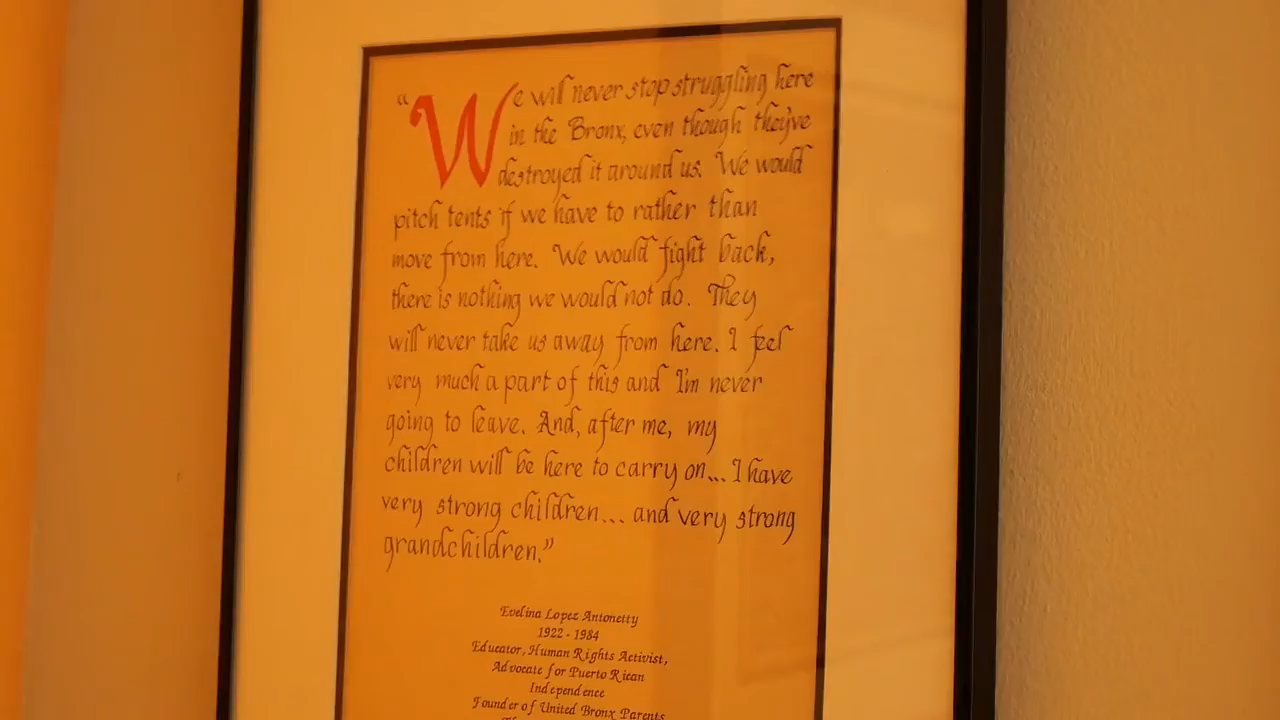 “We will never stop struggling here
in the Bronx, even though they've
destroyed it around us. We would
pitch tents if we have to rather than
move from here. We would fight back,
there is nothing we would not do. They
will never take us away from here. I feel
very much a part of this and I'm never
going to leave. And, after me, my
children will be here to carry on... I have
very strong children... and very strong
grandchildren.”
Evelina Lopez Antonetty
1922 - 1984
Educator, Human Rights Activist,
Advocate for Puerto Rican
Independence
Founder of United Bronx Parents